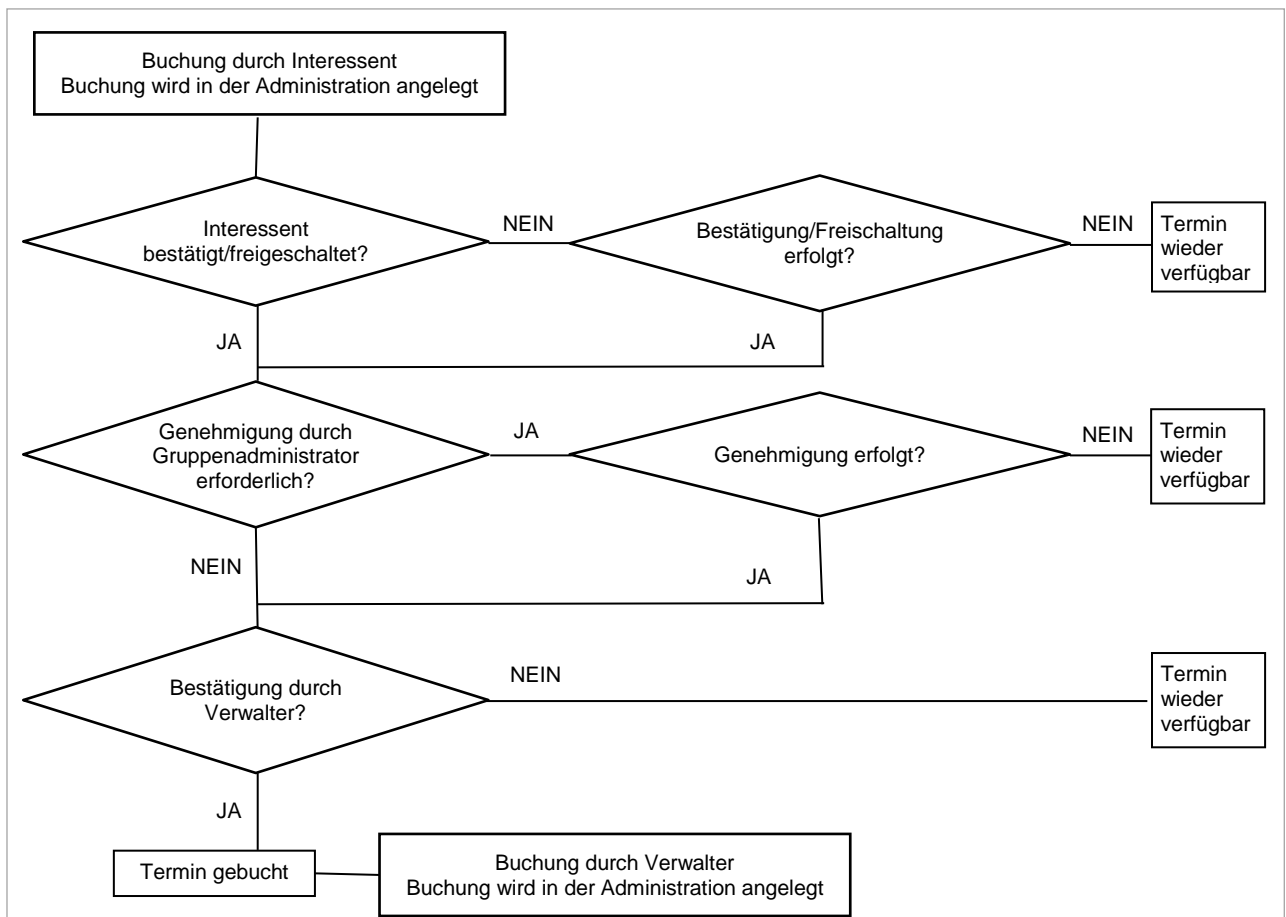 Buchung durch Interessent
Buchung wird in der Administration angelegt
Interessent
bestätigt/freigeschaltet?
NEIN
Bestätigung/Freischaltung
erfolgt?
NEIN
Termin
wieder
verfügbar
JA
JA
Genehmigung durch
Gruppenadministrator
erforderlich?
JA
Genehmigung erfolgt?
NEIN
Termin
wieder
verfügbar
NEIN
JA
Bestätigung durch
Verwalter?
NEIN
Termin
wieder
verfügbar
JA
Termin gebucht
Buchung durch Verwalter
Buchung wird in der Administration angelegt